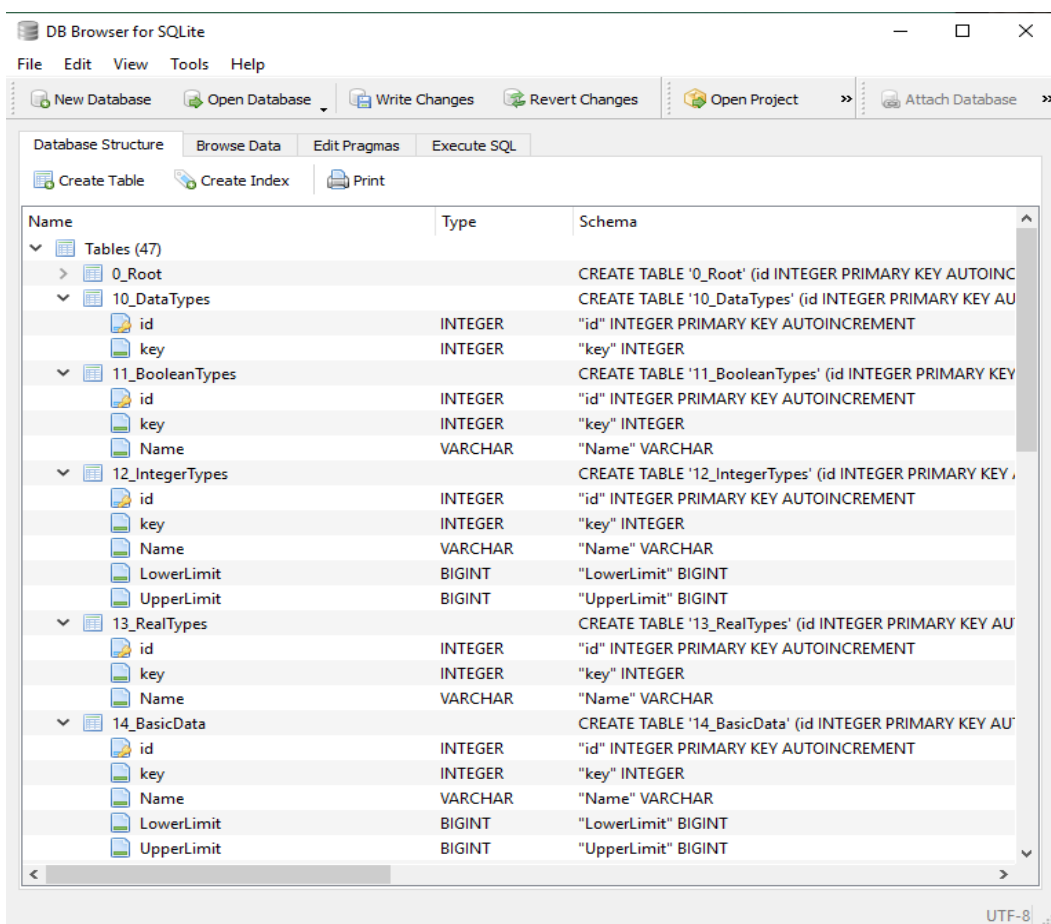 DB Browser for SQLite
File Edit View Tools Help
New Database Open Database Write Changes Revert Changes Open Project » Attach Database »
Database Structure Browse Data Edit Pragmas Execute SQL
Create Table Create Index Print
Name Type Schema
Tables (47)
0_Root CREATE TABLE '0_Root' (id INTEGER PRIMARY KEY AUTOINC
10_DataTypes CREATE TABLE '10_DataTypes' (id INTEGER PRIMARY KEY AU
id INTEGER "id" INTEGER PRIMARY KEY AUTOINCREMENT
key INTEGER "key" INTEGER
11_BooleanTypes CREATE TABLE '11_BooleanTypes' (id INTEGER PRIMARY KEY
id INTEGER "id" INTEGER PRIMARY KEY AUTOINCREMENT
key INTEGER "key" INTEGER
Name VARCHAR "Name" VARCHAR
12_IntegerTypes CREATE TABLE '12_IntegerTypes' (id INTEGER PRIMARY KEY
id INTEGER "id" INTEGER PRIMARY KEY AUTOINCREMENT
key INTEGER "key" INTEGER
Name VARCHAR "Name" VARCHAR
LowerLimit BIGINT "LowerLimit" BIGINT
UpperLimit BIGINT "UpperLimit" BIGINT
13_RealTypes CREATE TABLE '13_RealTypes' (id INTEGER PRIMARY KEY AU
id INTEGER "id" INTEGER PRIMARY KEY AUTOINCREMENT
key INTEGER "key" INTEGER
Name VARCHAR "Name" VARCHAR
14_BasicData CREATE TABLE '14_BasicData' (id INTEGER PRIMARY KEY AU
id INTEGER "id" INTEGER PRIMARY KEY AUTOINCREMENT
key INTEGER "key" INTEGER
Name VARCHAR "Name" VARCHAR
LowerLimit BIGINT "LowerLimit" BIGINT
UpperLimit BIGINT "UpperLimit" BIGINT
UTF-8